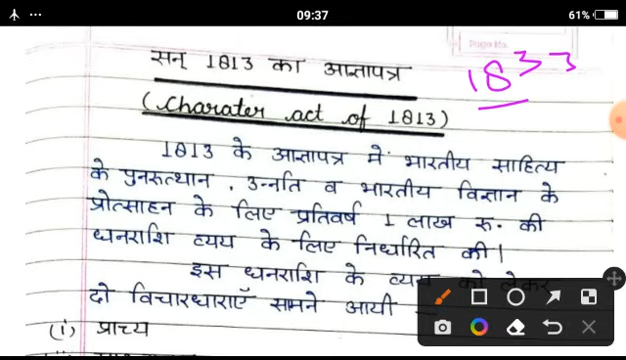 09:37
61%
Page No.
सन् 1813 का आज्ञापत्र
1833
(Charater act of 1813)
1813 के आज्ञापत्र में भारतीय साहित्य
के पुनरुत्थान, उन्नति व भारतीय विज्ञान के
प्रोत्साहन के लिए प्रतिवर्ष 1 लाख रु. की
धनराशि व्यय के लिए निर्धारित की।
इस धनराशि के व्यय को लेकर
दो विचारधाराएँ सामने आयी
(i) प्राच्य